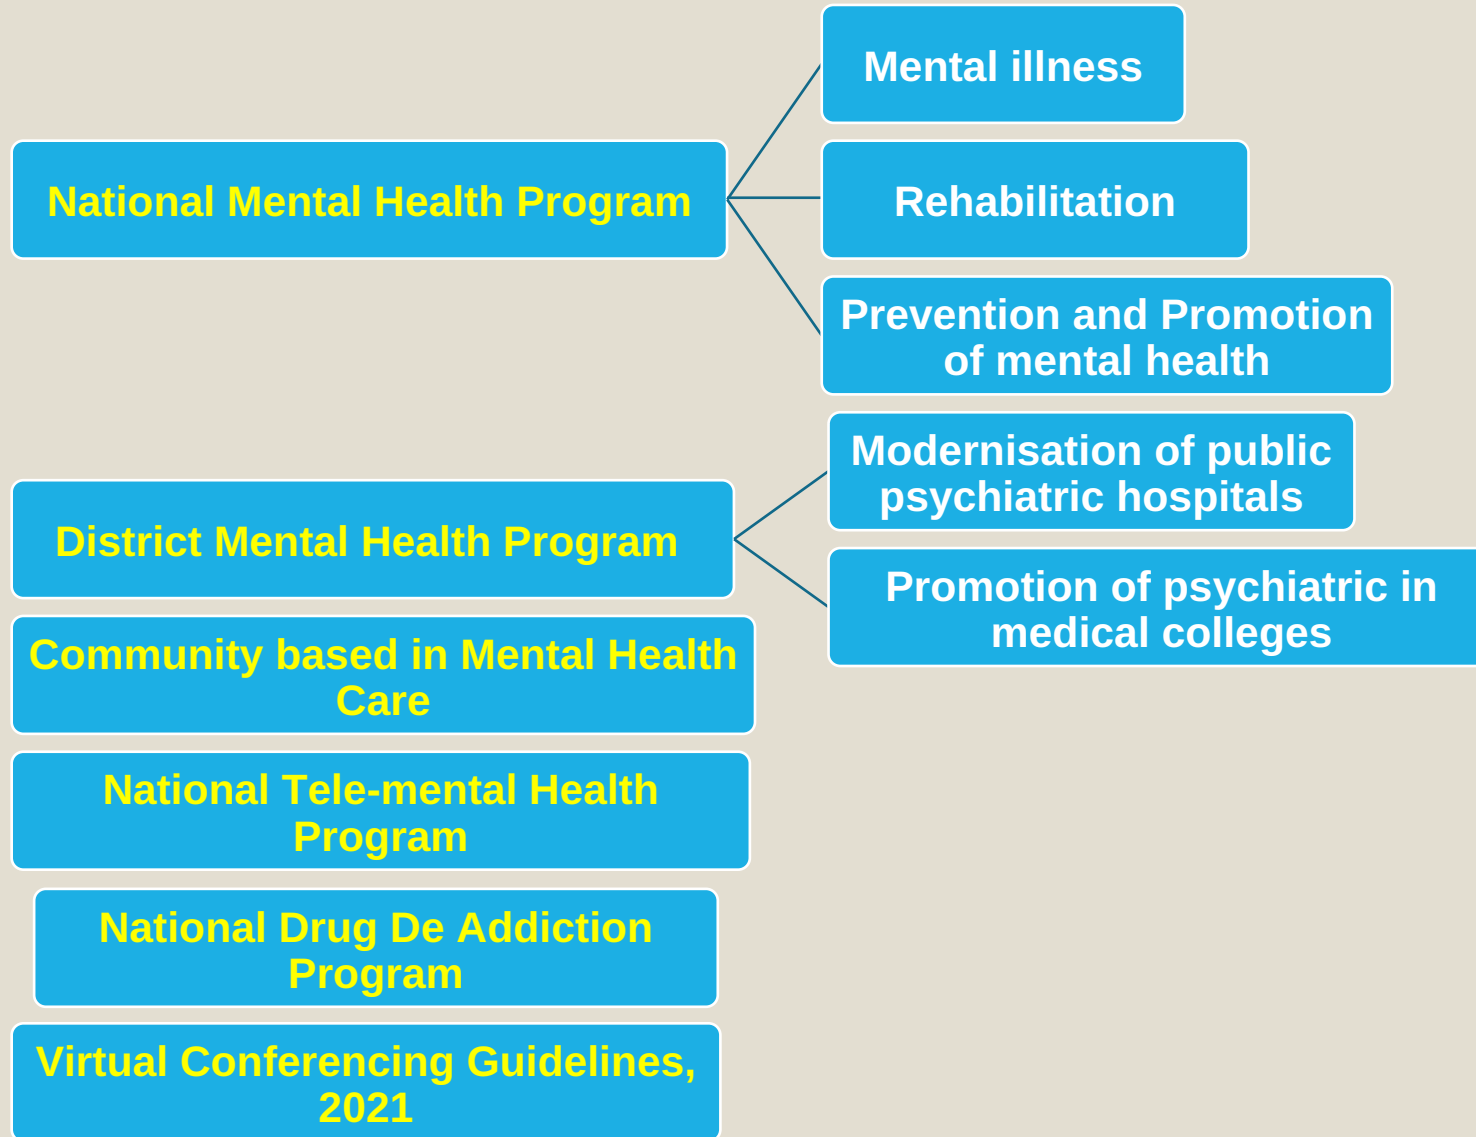 National Mental Health Program
Mental illness
Rehabilitation
Prevention and Promotion
of mental health
District Mental Health Program
Modernisation of public
psychiatric hospitals
Promotion of psychiatric in
medical colleges
Community based in Mental Health
Care
National Tele-mental Health
Program
National Drug De Addiction
Program
Virtual Conferencing Guidelines,
2021